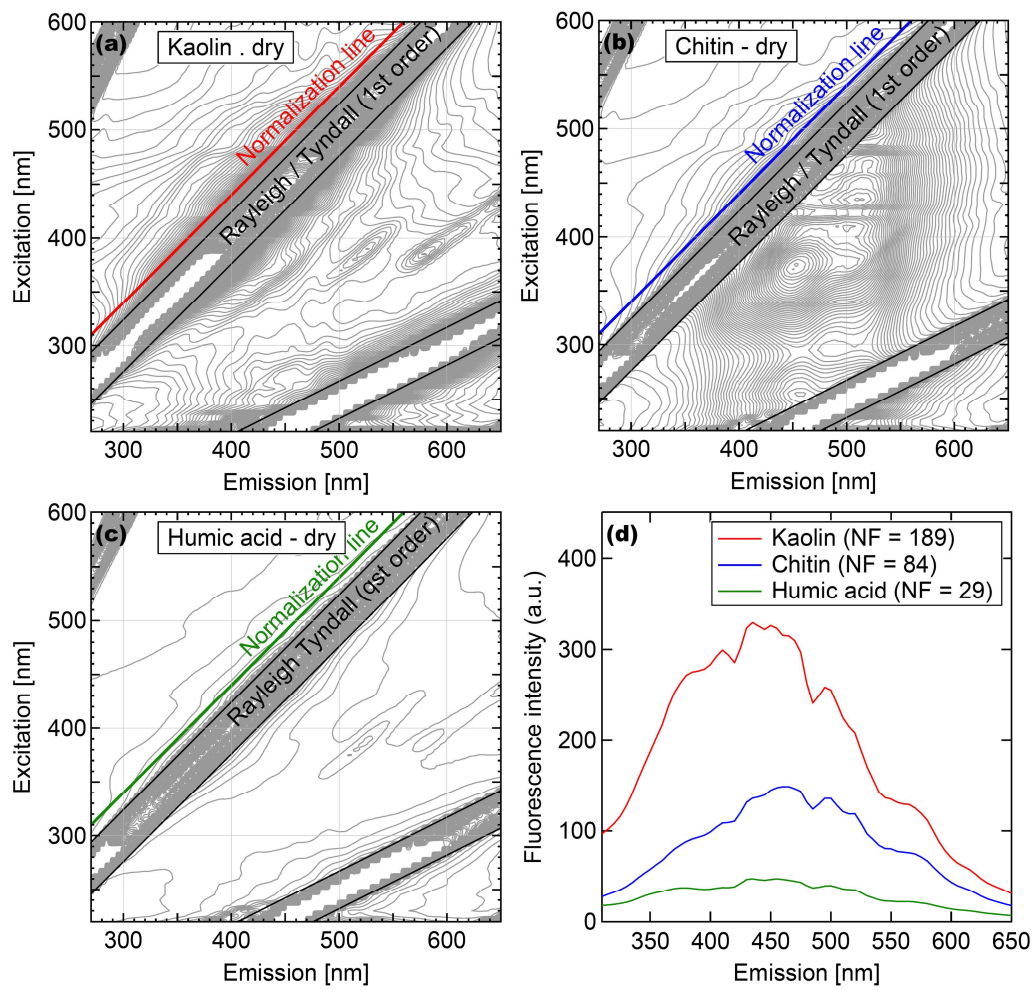 (a)
Kaolin . dry
Normalization line
Rayleigh / Tyndall (1st order)
600
500
400
300
Excitation [nm]
300 400 500 600
Emission [nm]
(b)
Chitin - dry
Normalization line
Rayleigh / Tyndall (1st order)
600
500
400
300
Excitation [nm]
300 400 500 600
Emission [nm]
(c)
Humic acid - dry
Normalization line
Rayleigh Tyndall (qst order)
600
500
400
300
Excitation [nm]
300 400 500 600
Emission [nm]
(d)
Kaolin (NF = 189)
Chitin (NF = 84)
Humic acid (NF = 29)
400
300
200
100
0
Fluorescence intensity (a.u.)
350 400 450 500 550 600 650
Emission [nm]